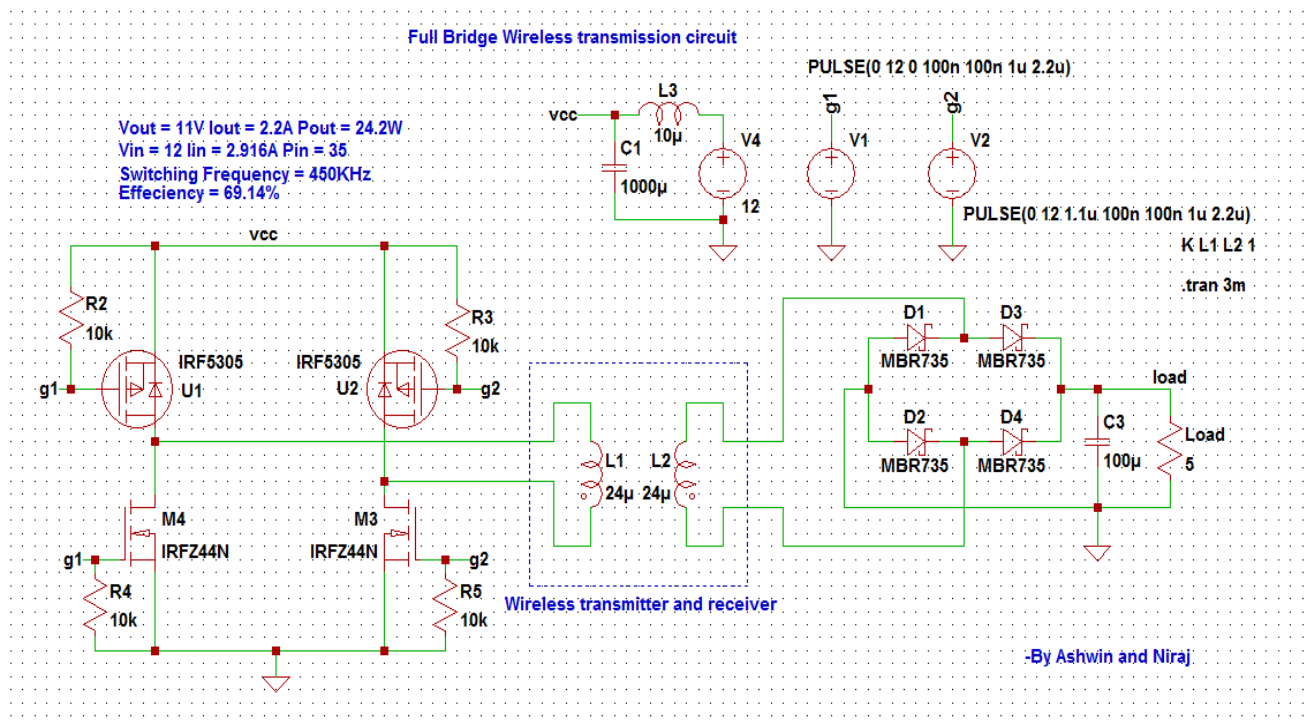 Full Bridge Wireless transmission circuit
PULSE(0 12 0 100n 100n 1u 2.2u)
L3
vcc
10µ
g1
g2
C1
1000µ
V4
12
V1
V2
PULSE(0 12 1.1u 100n 100n 1u 2.2u)
K L1 L2 1
.tran 3m
Vout = 11V Iout = 2.2A Pout = 24.2W
Vin = 12 Iin = 2.916A Pin = 35
Switching Frequency = 450KHz
Effeciency = 69.14%
vcc
R2
10k
R3
10k
IRF5305
U1
IRF5305
U2
g1
g2
M4
IRFZ44N
M3
IRFZ44N
g1
g2
R4
10k
R5
10k
L1
24µ
L2
24µ
Wireless transmitter and receiver
D1
MBR735
D3
MBR735
D2
MBR735
D4
MBR735
load
C3
100µ
Load
5
-By Ashwin and Niraj